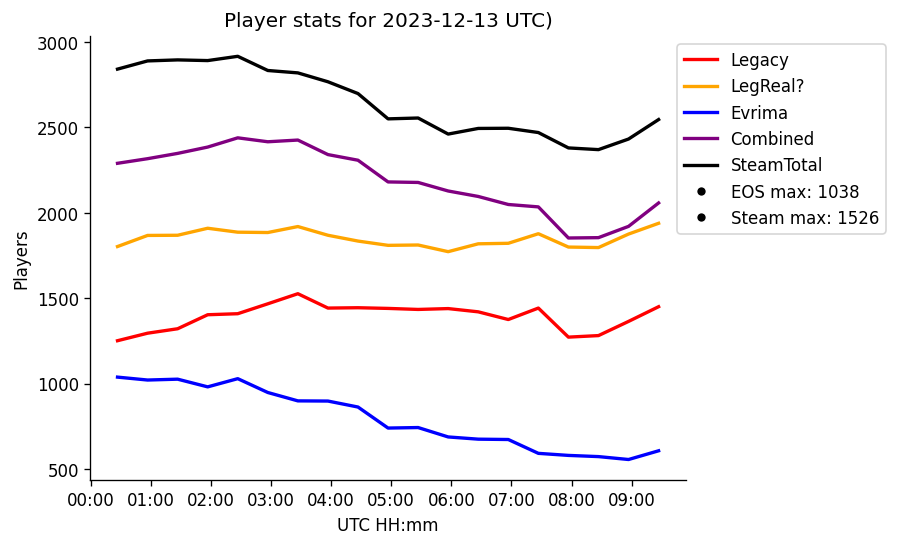 Player stats for 2023-12-13 UTC)
3000
2500
2000
1500
1000
500
Players
00:00 01:00 02:00 03:00 04:00 05:00 06:00 07:00 08:00 09:00
UTC HH:mm
Legacy
LegReal?
Evrima
Combined
SteamTotal
EOS max: 1038
Steam max: 1526